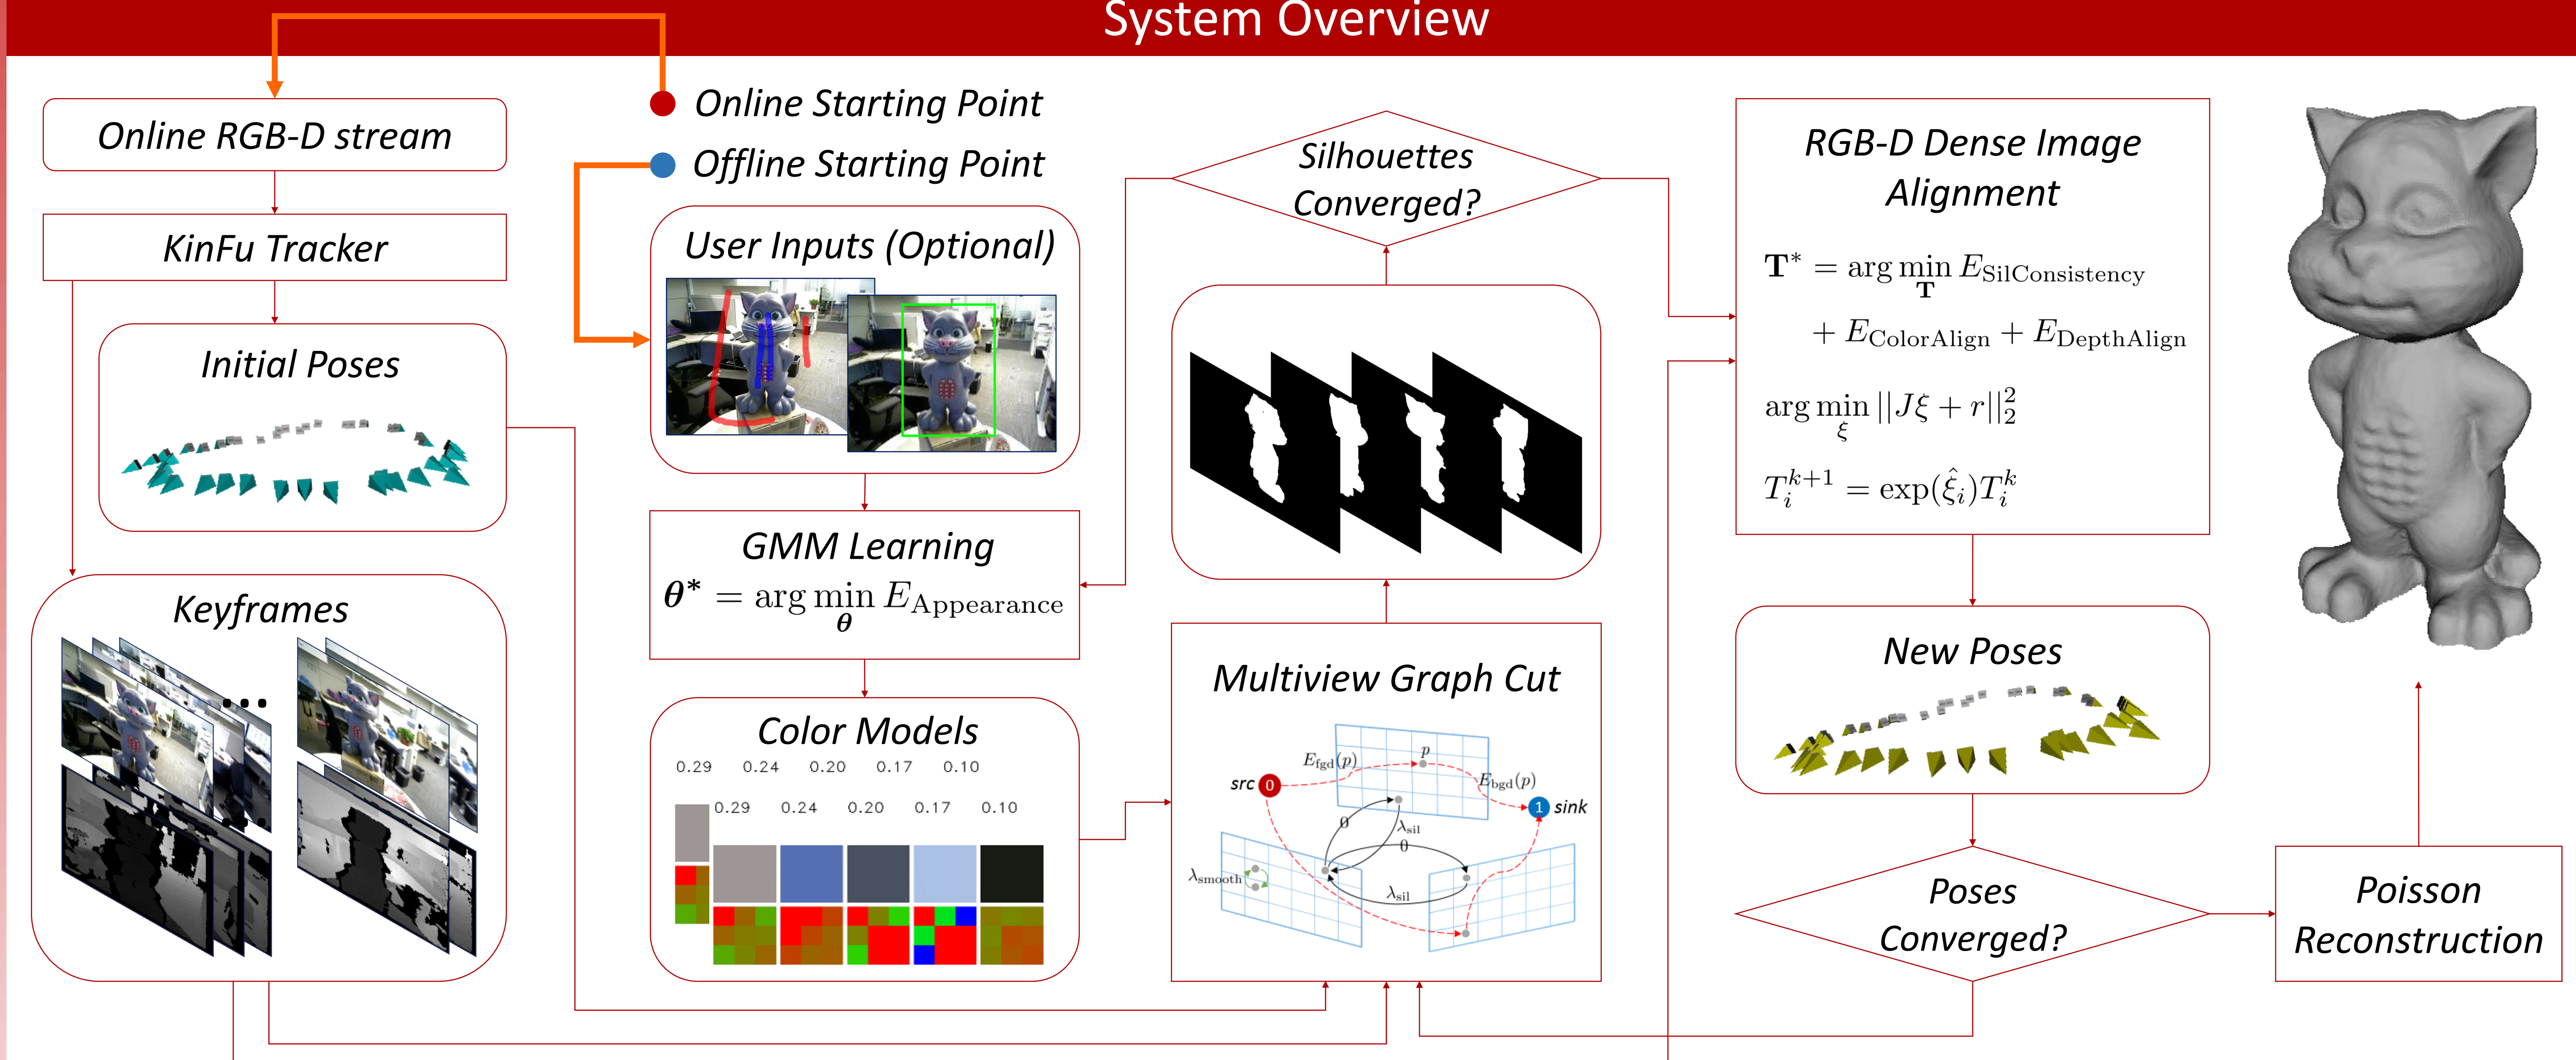 System Overview
Online RGB-D stream
KinFu Tracker
Initial Poses
Keyframes
...
...
Online Starting Point
Offline Starting Point
User Inputs (Optional)
GMM Learning
θ* = arg min E_Appearance
θ
Color Models
0.29 0.24 0.20 0.17 0.10
0.29 0.24 0.20 0.17 0.10
Silhouettes
Converged?
Multiview Graph Cut
E_fgd(p)
p
E_bgd(p)
src 0
1 sink
0
λ_sil
0
λ_smooth
λ_sil
RGB-D Dense Image
Alignment
T* = arg min E_SilConsistency
T
+ E_ColorAlign + E_DepthAlign
arg min ||Jξ + r||₂²
ξ
T_i^{k+1} = exp(ξ̂_i)T_i^k
New Poses
Poses
Converged?
Poisson
Reconstruction